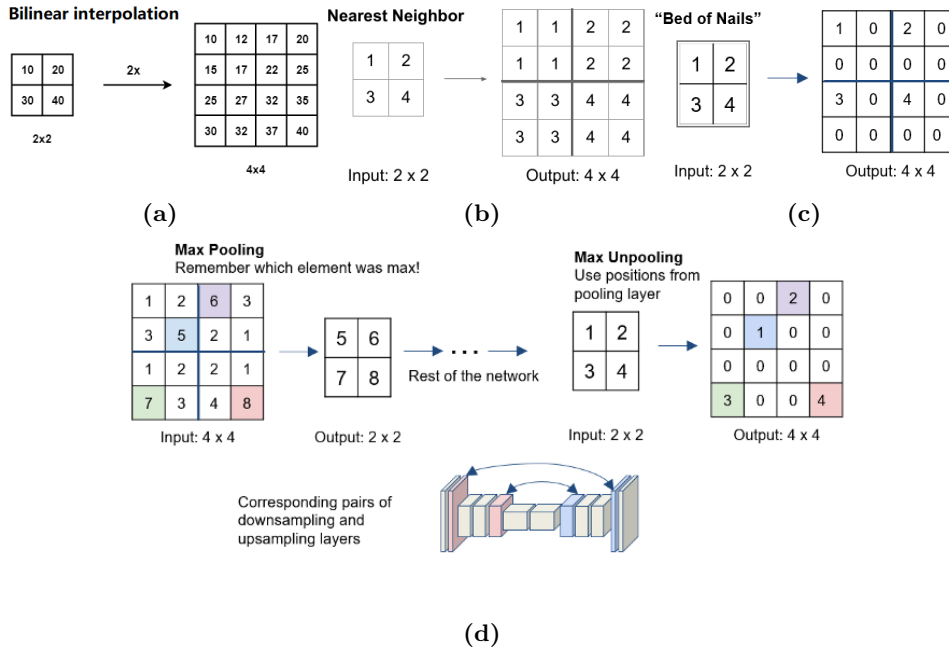 Bilinear interpolation
10 20
30 40
2x2
2x
10 12 17 20
15 17 22 25
25 27 32 35
30 32 37 40
4x4
(a)
Nearest Neighbor
1 2
3 4
Input: 2 x 2
1 1 2 2
1 1 2 2
3 3 4 4
3 3 4 4
Output: 4 x 4
(b)
“Bed of Nails”
1 2
3 4
Input: 2 x 2
1 0 2 0
0 0 0 0
3 0 4 0
0 0 0 0
Output: 4 x 4
(c)
Max Pooling
Remember which element was max!
1 2 6 3
3 5 2 1
1 2 2 1
7 3 4 8
Input: 4 x 4
5 6
7 8
Output: 2 x 2
. . .
Rest of the network
Max Unpooling
Use positions from
pooling layer
1 2
3 4
Input: 2 x 2
0 0 2 0
0 1 0 0
0 0 0 0
3 0 0 4
Output: 4 x 4
Corresponding pairs of
downsampling and
upsampling layers
(d)